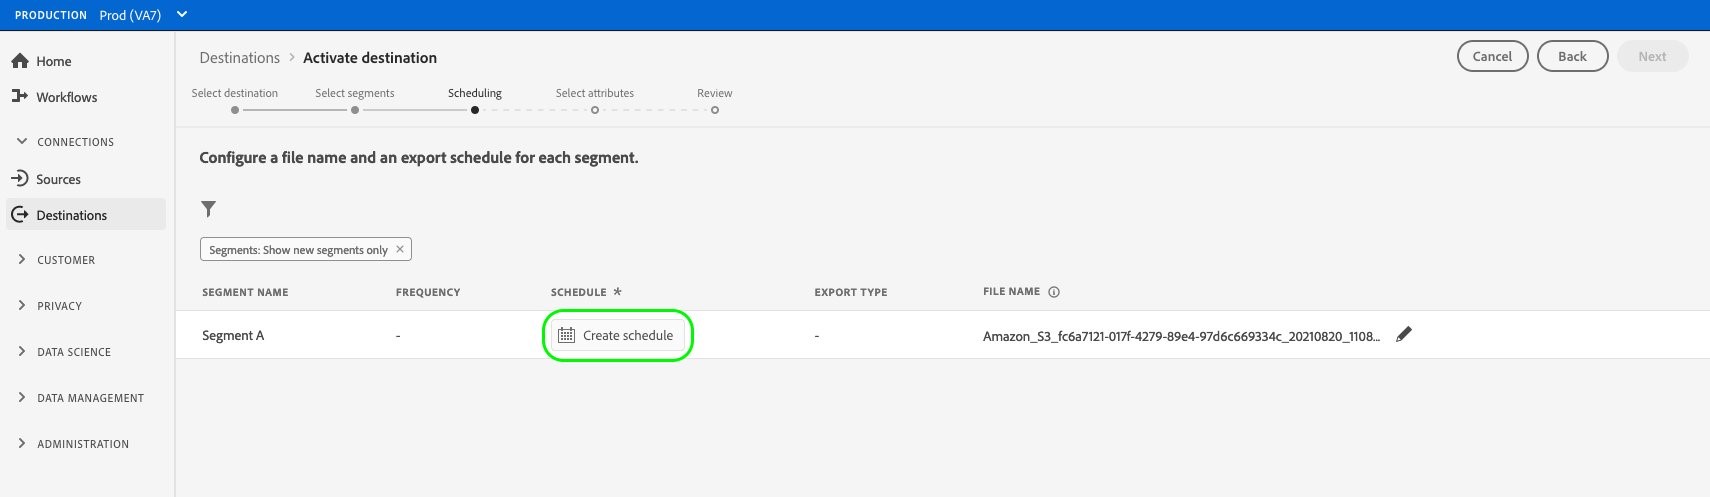 PRODUCTION Prod (VA7)
Home
Workflows
CONNECTIONS
Sources
Destinations
CUSTOMER
PRIVACY
DATA SCIENCE
DATA MANAGEMENT
ADMINISTRATION
Destinations > Activate destination
Cancel Back Next
Select destination Select segments Scheduling Select attributes Review
Configure a file name and an export schedule for each segment.
Segments: Show new segments only ×
SEGMENT NAME FREQUENCY SCHEDULE * EXPORT TYPE FILE NAME
Segment A - Create schedule - Amazon_S3_fc6a7121-017f-4279-89e4-97d6c669334c_20210820_1108...